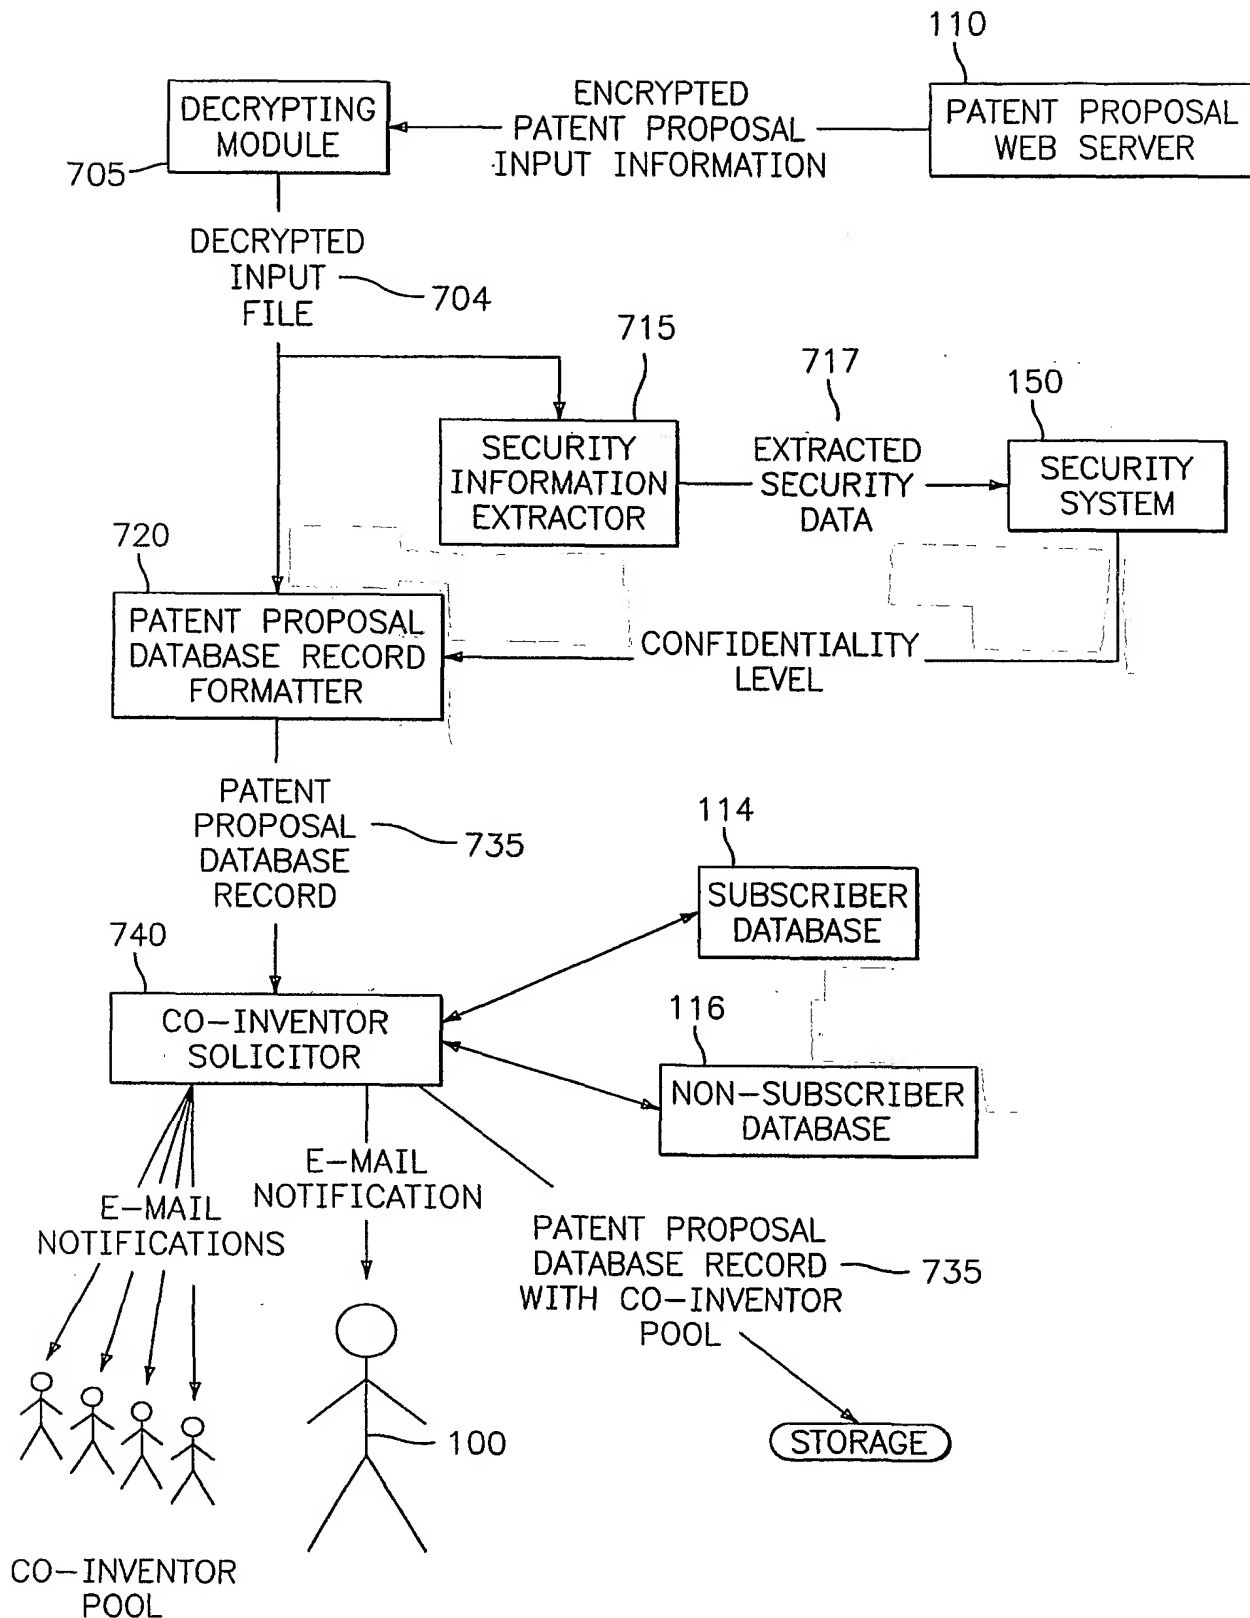 110
DECRYPTING
MODULE
705
ENCRYPTED
PATENT PROPOSAL
INPUT INFORMATION
PATENT PROPOSAL
WEB SERVER
DECRYPTED
INPUT
FILE
704
715
717
150
SECURITY
INFORMATION
EXTRACTOR
EXTRACTED
SECURITY
DATA
SECURITY
SYSTEM
720
PATENT PROPOSAL
DATABASE RECORD
FORMATTER
CONFIDENTIALITY
LEVEL
PATENT
PROPOSAL
DATABASE
RECORD
735
114
SUBSCRIBER
DATABASE
740
CO-INVENTOR
SOLICITOR
116
NON-SUBSCRIBER
DATABASE
E-MAIL
NOTIFICATIONS
E-MAIL
NOTIFICATION
PATENT PROPOSAL
DATABASE RECORD
WITH CO-INVENTOR
POOL
735
100
STORAGE
CO-INVENTOR
POOL